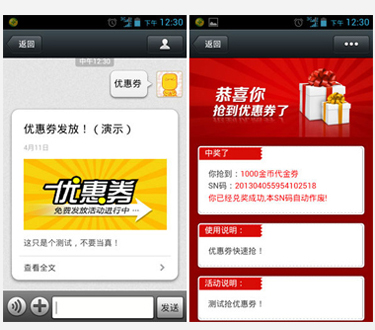 下午 12:30
返回
中午12:30
优惠券
优惠券发放！（演示）
4月11日
优惠券
免费发放活动进行中 ···
这只是个测试，不要当真！
查看全文
发送
下午 12:30
返回
恭喜你
抢到优惠券了
中奖了
你抢到：1000金币代金券
SN码：201304055954102518
你已经兑奖成功,本SN码自动作废!
使用说明：
优惠券快速抢！
活动说明：
测试抢优惠券！